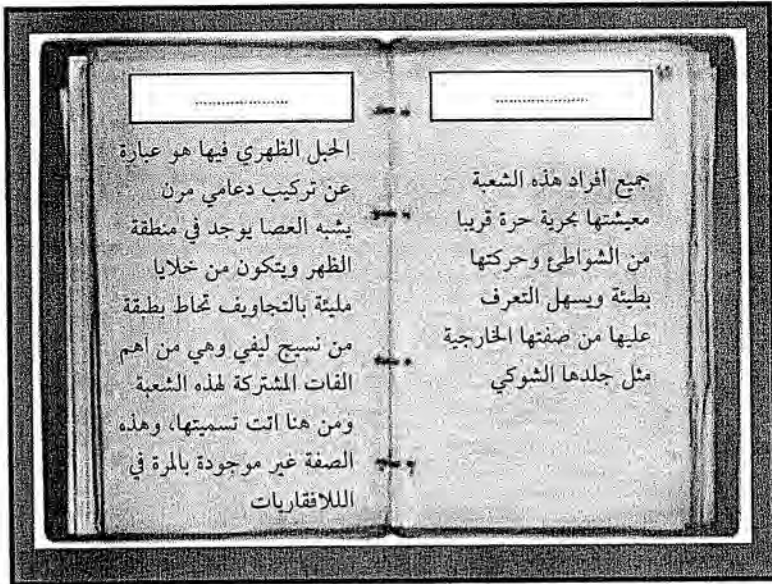 ....................
جميع أفراد هذه الشعبة
معيشتها بحرية حرة قريبا
من الشواطئ وحركتها
بطيئة ويسهل التعرف
عليها من صفتها الخارجية
مثل جلدها الشوكي
....................
الحبل الظهري فيها هو عبارة
عن تركيب دعامي مرن
يشبه العصا يوجد في منطقة
الظهر ويتكون من خلايا
مليئة بالتجاويف تحاط بطبقة
من نسيج ليفي وهي من اهم
الفات المشتركة لهذه الشعبة
ومن هنا اتت تسميتها، وهذه
الصفة غير موجودة بالمرة في
الللافقاريات